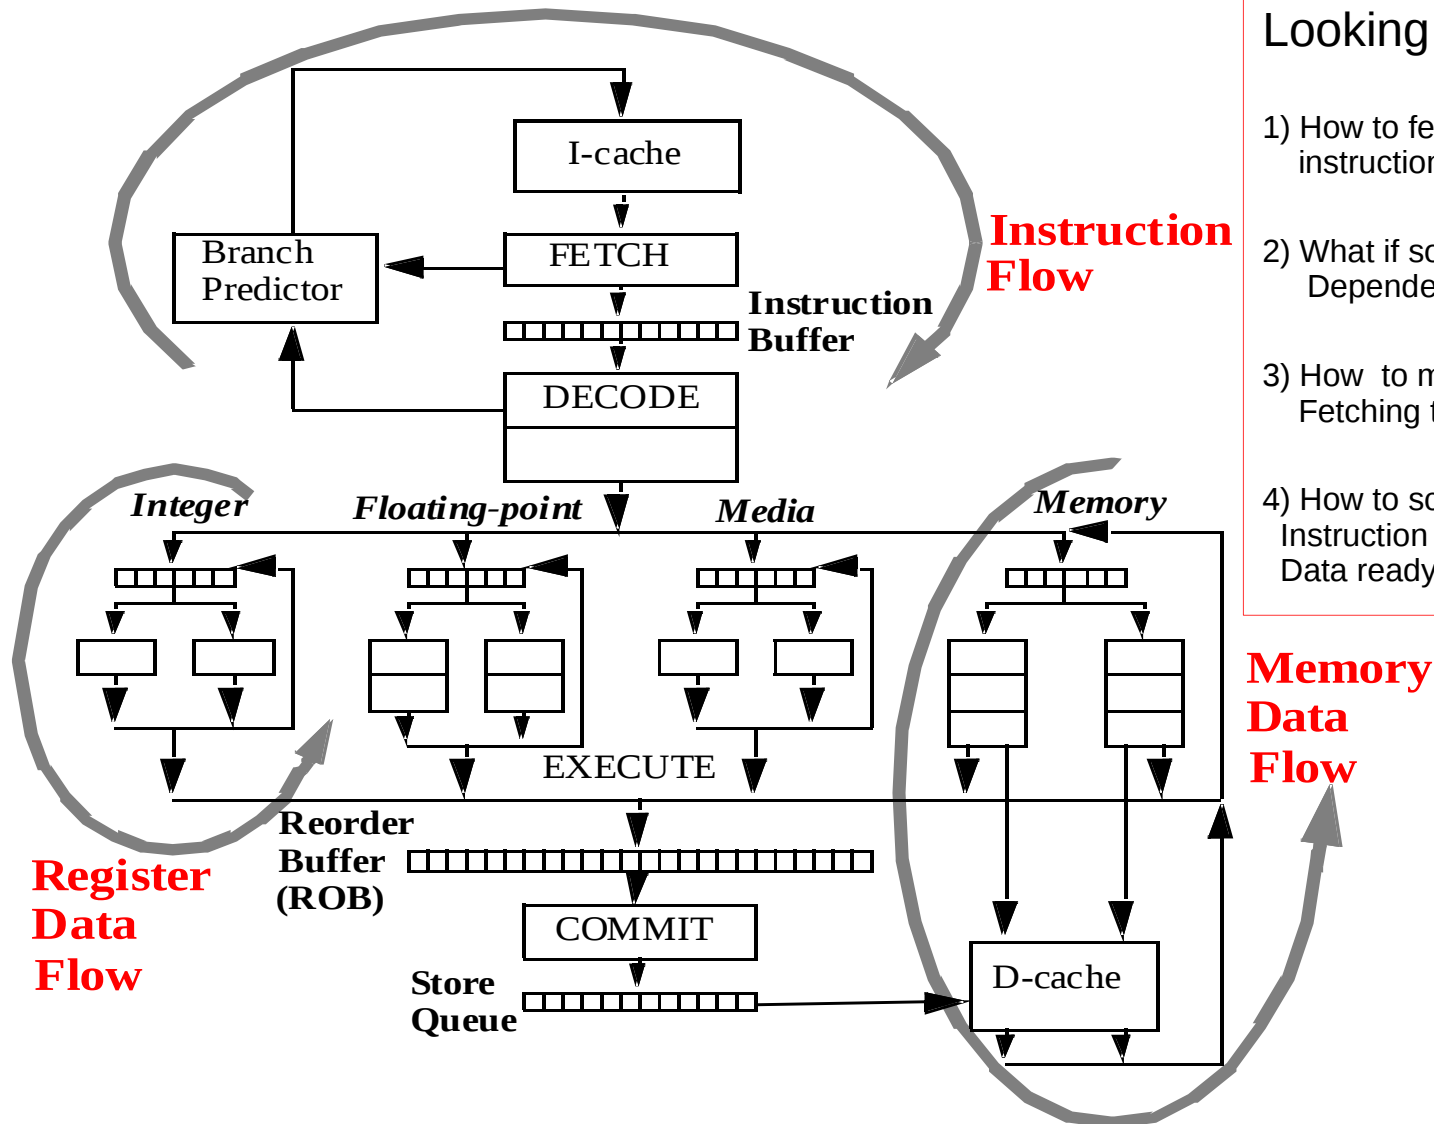 Looking
1) How to fe
instruction
2) What if so
Depende
3) How to m
Fetching t
4) How to so
Instruction
Data ready
I-cache
Branch
Predictor
FETCH
Instruction
Flow
Instruction
Buffer
DECODE
Integer
Floating-point
Media
Memory
EXECUTE
Memory
Data
Flow
Reorder
Buffer
(ROB)
Register
Data
Flow
COMMIT
Store
Queue
D-cache